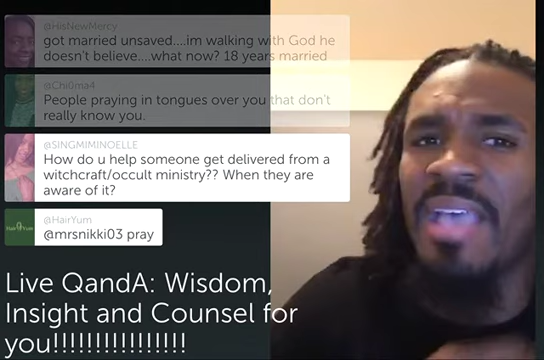 @HisNewMercy
got married unsaved....im walking with God he
doesn't believe....what now? 18 years married
@Chi0ma4
People praying in tongues over you that don't
really know you.
@SINGMIMINOELLE
How do u help someone get delivered from a
witchcraft/occult ministry?? When they are
aware of it?
Hair Yum
@HairYum
@mrsnikki03 pray
Live QandA: Wisdom,
Insight and Counsel for
you!!!!!!!!!!!!!!!!!